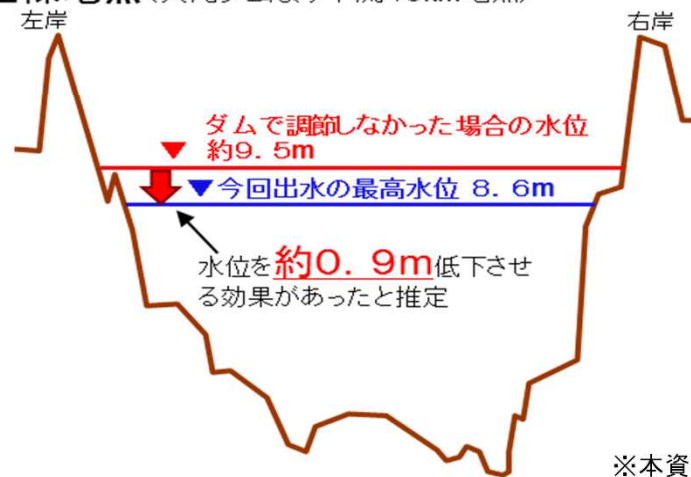 左岸
右岸
ダムで調節しなかった場合の水位
約9.5m
今回出水の最高水位 8.6m
水位を約0.9m低下させ
る効果があったと推定
※本資